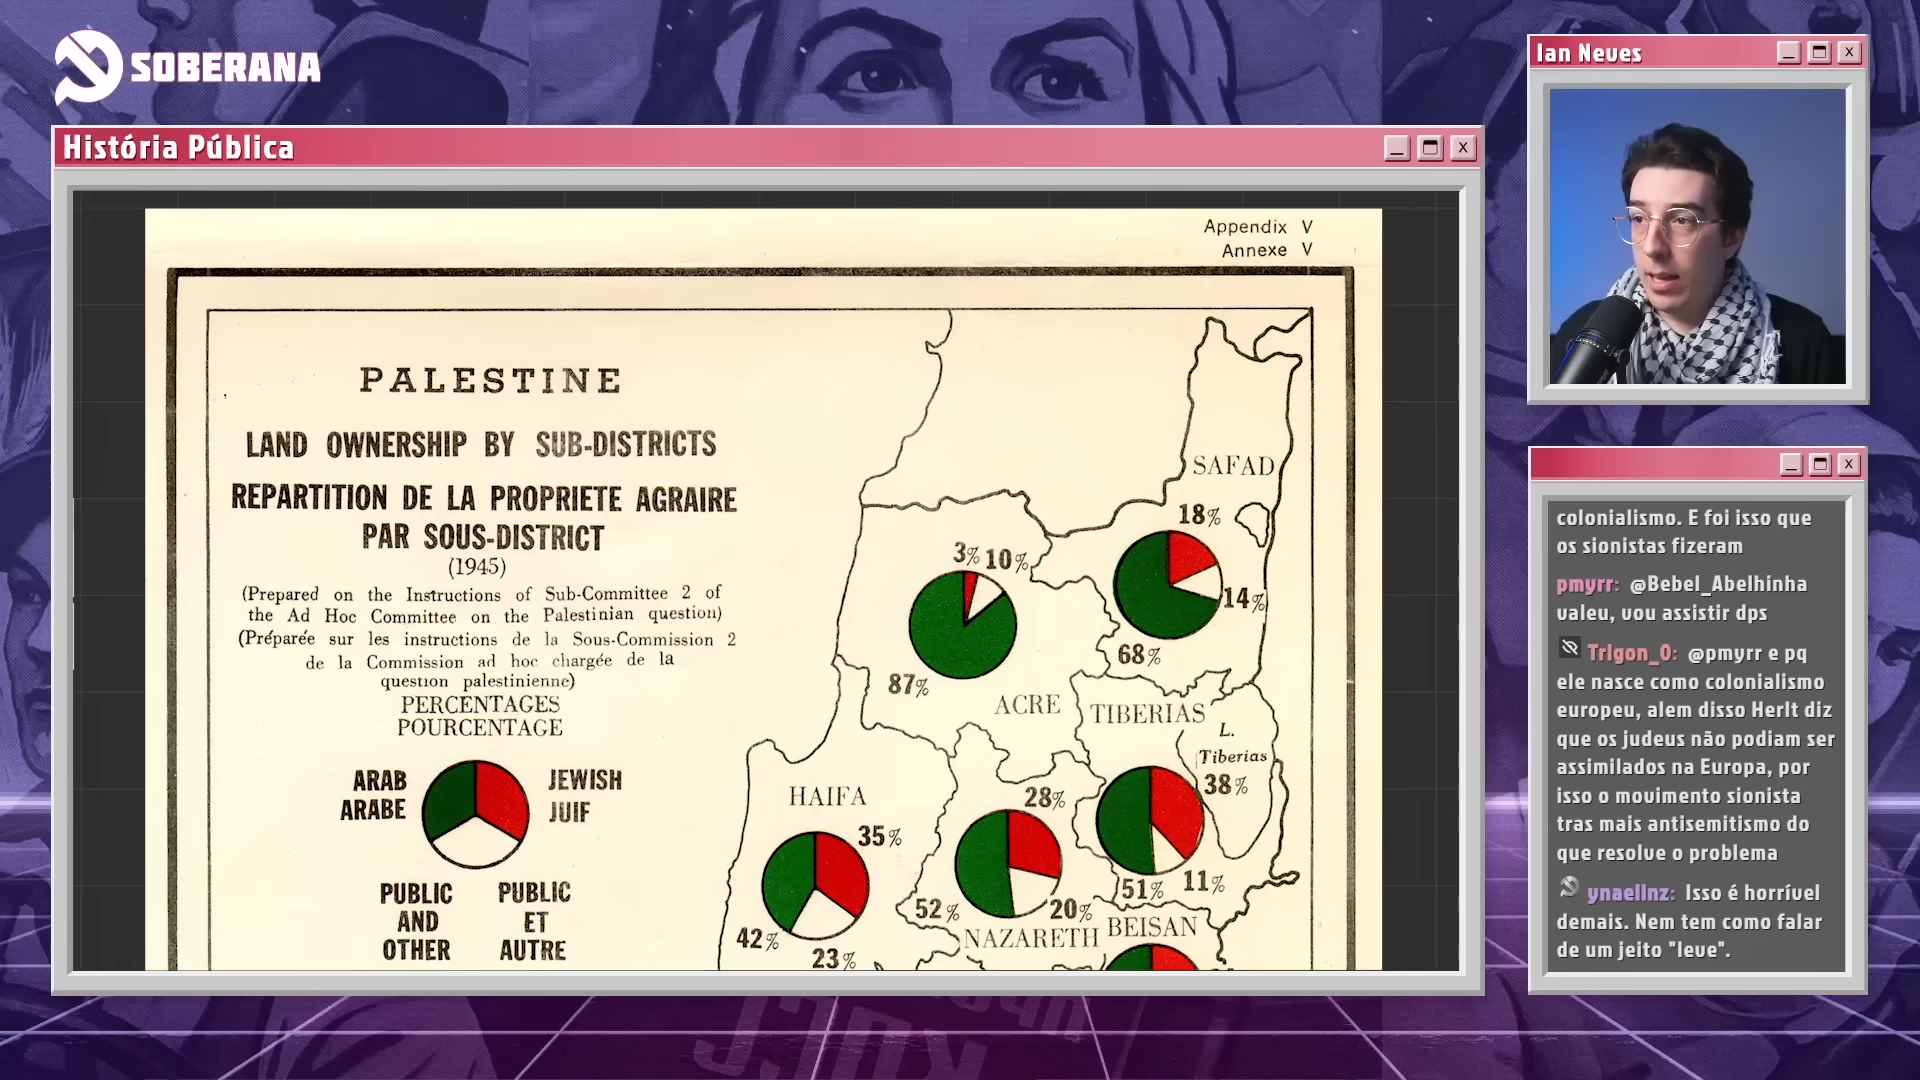 SOBERANA
História Pública
Appendix V
Annexe V
PALESTINE
LAND OWNERSHIP BY SUB-DISTRICTS
REPARTITION DE LA PROPRIETE AGRAIRE
PAR SOUS-DISTRICT
(1945)
(Prepared on the Instructions of Sub-Committee 2 of
the Ad Hoc Committee on the Palestinian question)
(Préparée sur les instructions de la Sous-Commission 2
de la Commission ad hoc chargée de la
question palestinienne)
PERCENTAGES
POURCENTAGE
ARAB
ARABE
JEWISH
JUIF
PUBLIC
AND
OTHER
PUBLIC
ET
AUTRE
SAFAD
18%
14%
68%
3% 10%
87%
ACRE
TIBERIAS
L.
Tiberias
38%
51% 11%
HAIFA
35%
42%
23%
28%
52%
20%
NAZARETH
BEISAN
Ian Neves
colonialismo. E foi isso que
os sionistas fizeram
pmyrr: @Bebel_Abelhinha
valeu, vou assistir dps
Tr1gon_0: @pmyrr e pq
ele nasce como colonialismo
europeu, alem disso Herlt diz
que os judeus não podiam ser
assimilados na Europa, por
isso o movimento sionista
tras mais antisemitismo do
que resolve o problema
ynaellnz: Isso é horrível
demais. Nem tem como falar
de um jeito "leve".